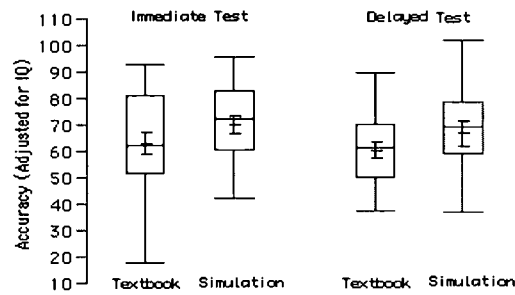 Immediate Test
Delayed Test
Accuracy (Adjusted for IQ)
110
100
90
80
70
60
50
40
30
20
10
Textbook
Simulation
Textbook
Simulation